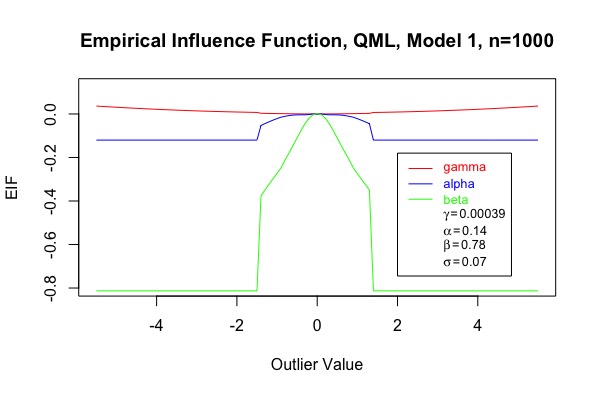 Empirical Influence Function, QML, Model 1, n=1000
EIF
0.0
-0.2
-0.4
-0.6
-0.8
gamma
alpha
beta
γ=0.00039
α=0.14
β=0.78
σ=0.07
-4 -2 0 2 4
Outlier Value